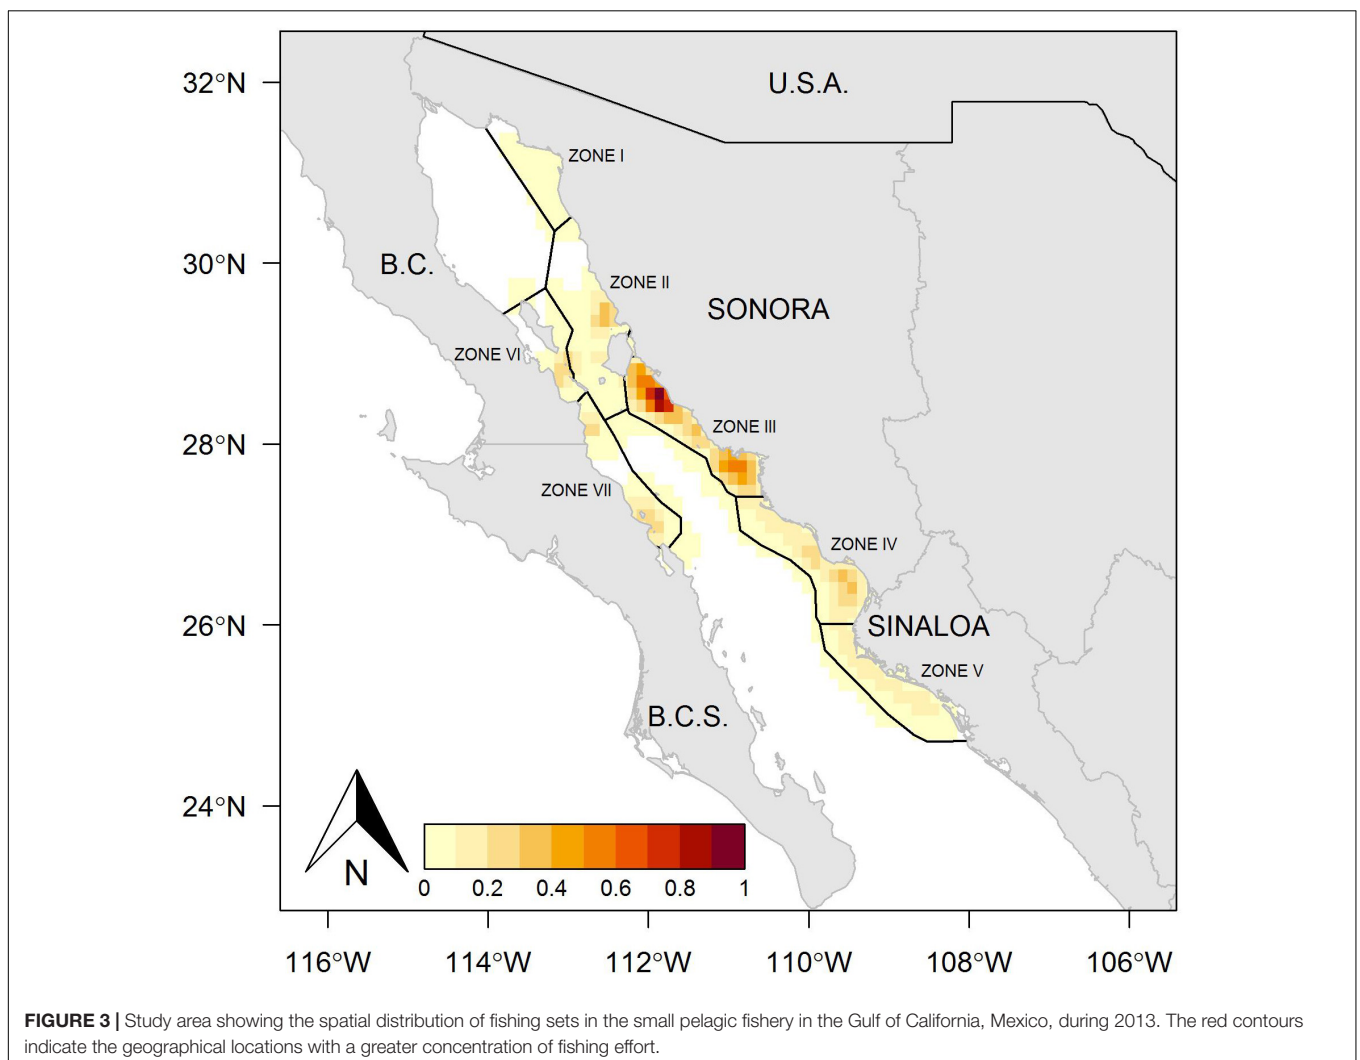 32°N
U.S.A.
ZONE I
30°N
B.C.
ZONE II
SONORA
ZONE VI
28°N
ZONE III
ZONE VII
ZONE IV
26°N
SINALOA
ZONE V
B.C.S.
24°N
N
0 0.2 0.4 0.6 0.8 1
116°W 114°W 112°W 110°W 108°W 106°W
FIGURE 3 | Study area showing the spatial distribution of fishing sets in the small pelagic fishery in the Gulf of California, Mexico, during 2013. The red contours
indicate the geographical locations with a greater concentration of fishing effort.